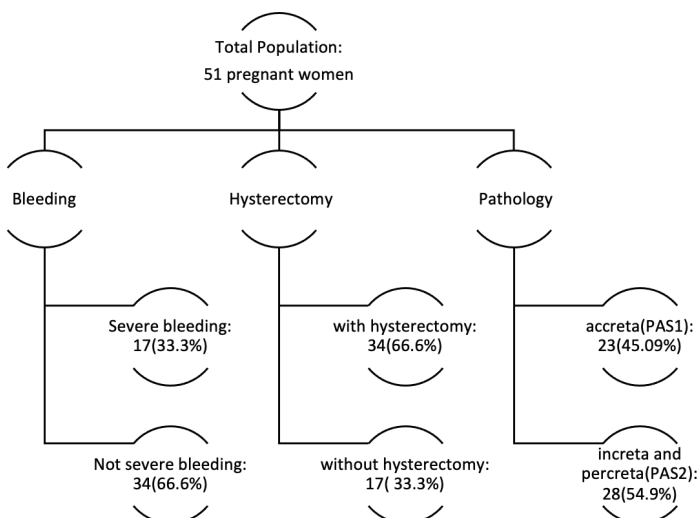 Total Population:
51 pregnant women
Bleeding
Hysterectomy
Pathology
Severe bleeding:
17(33.3%)
with hysterectomy:
34(66.6%)
accreta(PAS1):
23(45.09%)
Not severe bleeding:
34(66.6%)
without hysterectomy:
17( 33.3%)
increta and
percreta(PAS2):
28(54.9%)